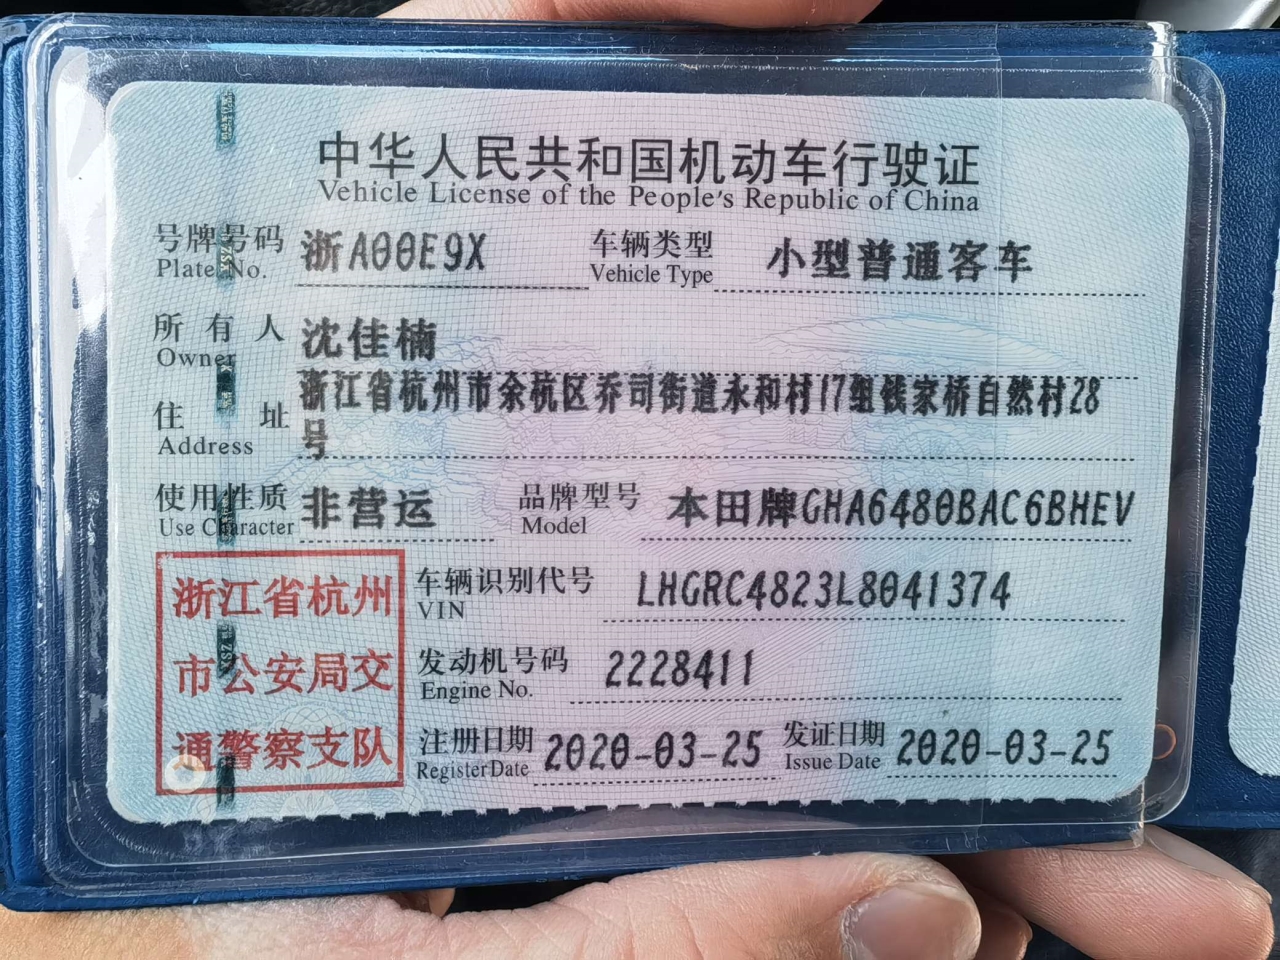 中华人民共和国机动车行驶证
Vehicle License of the People's Republic of China
号牌号码 浙A00E9X 车辆类型 小型普通客车
Plate No. Vehicle Type
所有人 沈佳楠
Owner
住址 浙江省杭州市余杭区乔司街道永和村17组钱家桥自然村28
号
Address
使用性质 非营运 品牌型号 本田牌GHA6480BAC6BHEV
Use Character Model
浙江省杭州
市公安局交
通警察支队
车辆识别代号 LHGRC4823L8041374
VIN
发动机号码 2228411
Engine No.
注册日期 2020-03-25 发证日期 2020-03-25
Register Date Issue Date